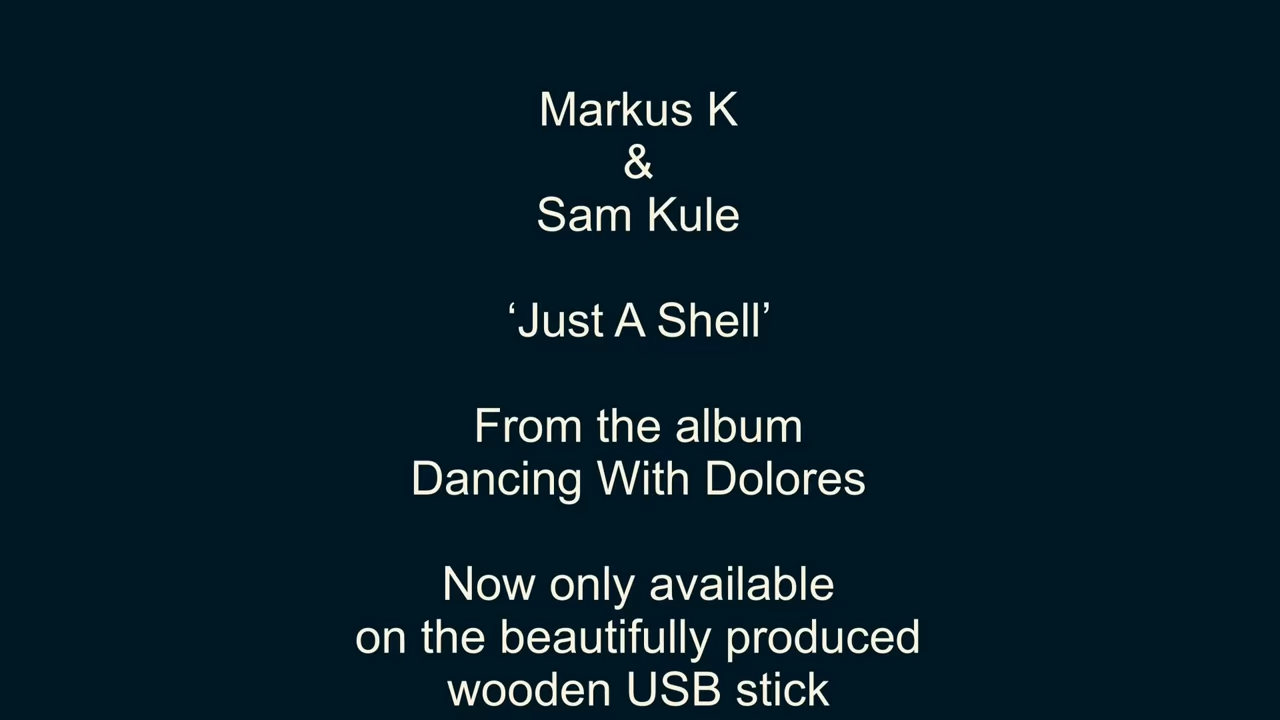 Markus K
&
Sam Kule
‘Just A Shell’
From the album
Dancing With Dolores
Now only available
on the beautifully produced
wooden USB stick